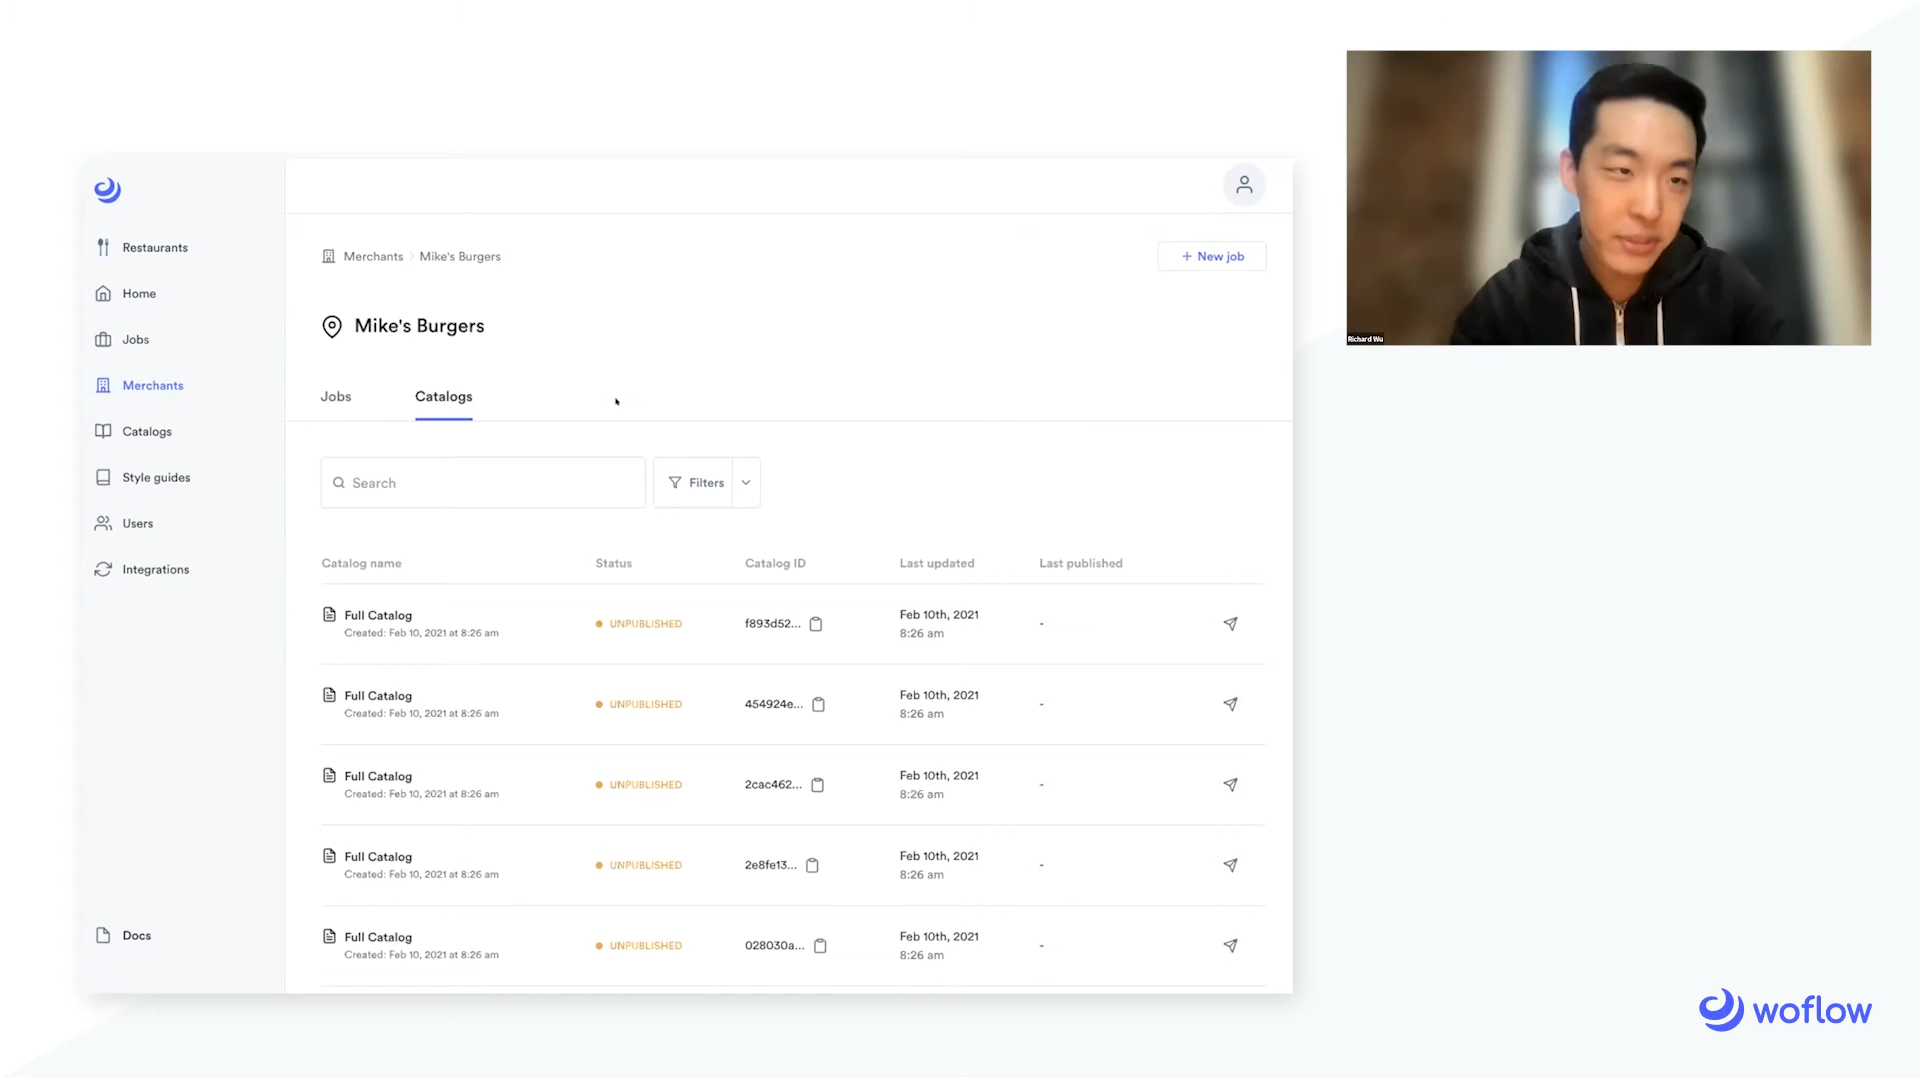 Restaurants
Home
Jobs
Merchants
Catalogs
Style guides
Users
Integrations
Docs
Merchants Mike's Burgers
+ New job
Mike's Burgers
Jobs Catalogs
Search Filters
Catalog name Status Catalog ID Last updated Last published
Full Catalog UNPUBLISHED f893d52... Feb 10th, 2021 -
Created: Feb 10, 2021 at 8:26 am 8:26 am
Full Catalog UNPUBLISHED 454924e... Feb 10th, 2021 -
Created: Feb 10, 2021 at 8:26 am 8:26 am
Full Catalog UNPUBLISHED 2cac462... Feb 10th, 2021 -
Created: Feb 10, 2021 at 8:26 am 8:26 am
Full Catalog UNPUBLISHED 2e8fe13... Feb 10th, 2021 -
Created: Feb 10, 2021 at 8:26 am 8:26 am
Full Catalog UNPUBLISHED 028030a... Feb 10th, 2021 -
Created: Feb 10, 2021 at 8:26 am 8:26 am
Richard Wu
woflow